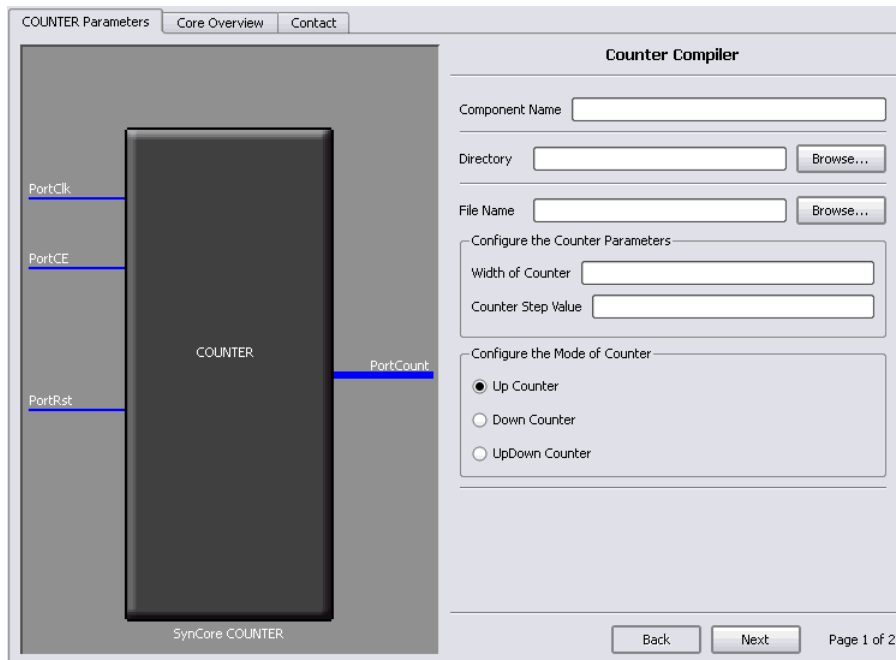 COUNTER Parameters
Core Overview
Contact
PortClk
PortCE
PortRst
COUNTER
PortCount
SynCore COUNTER
Counter Compiler
Component Name
Directory
Browse...
File Name
Browse...
Configure the Counter Parameters
Width of Counter
Counter Step Value
Configure the Mode of Counter
Up Counter
Down Counter
UpDown Counter
Back
Next
Page 1 of 2